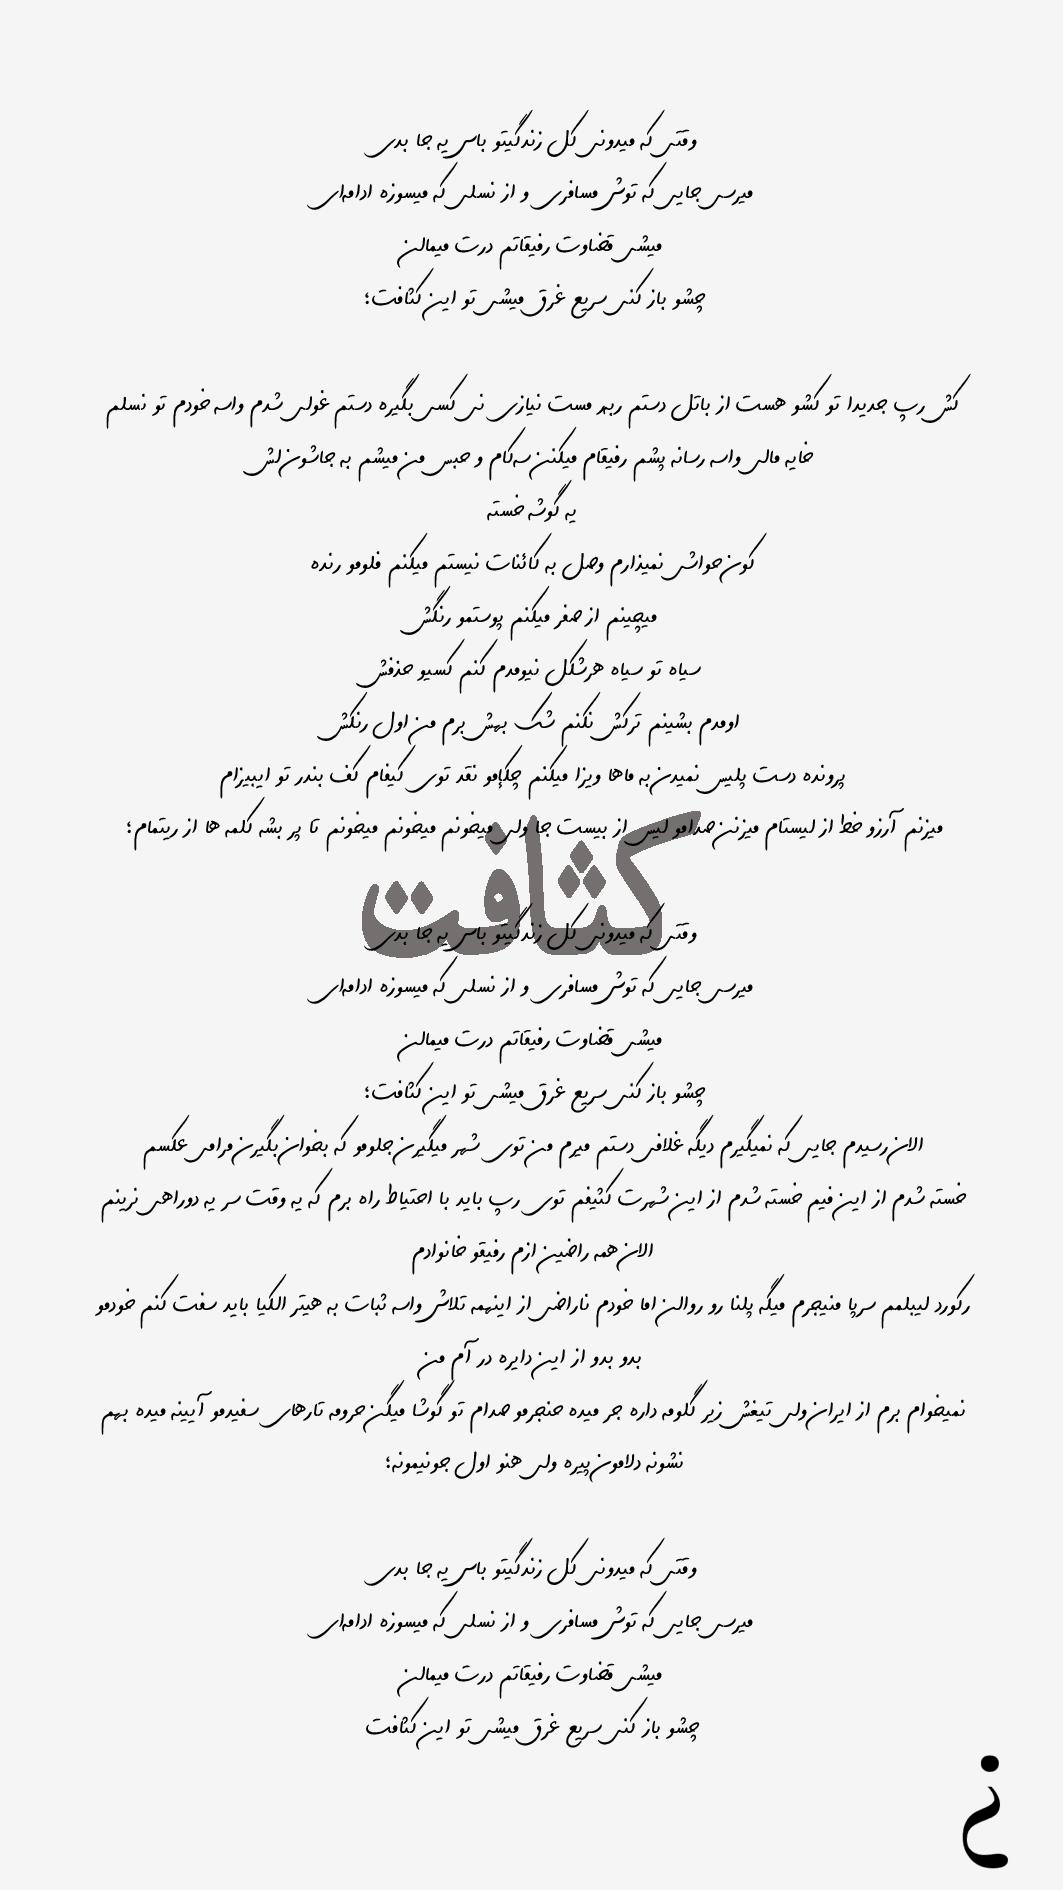 وقتی که میدونی کل زندگیتو باس یه جا بدی
میرسی جایی که توش مسافری و از نسلی که میسوزه ادامه‌ای
میشی قضاوت رفیقاتم درت میمالن
چشو باز کنی سریع غرق میشی تو این کثافت؛
کش رپ جدیدا تو کشو هست از باتل دستم ربهر مست نیازی نی کسی بگیره دستم غولی شدم واسه خودم تو نسلم
خایه مالی واسه رسانه پشم رفیقام میکنن سه‌کام و حبس من میشم به جاشون لش
یه گوشه خسته
کون حواشی نمیذارم وصل به کائنات نیستم میکنم فلومو رنده
میچینم از صفر میکنم پوستمو رنگش
سیاه تو سیاه هرشکل نیومدم کنم کسیو حذفش
اومدم بشینم ترکش نکنم شک بهش برم من اول رنکش
پرونده دست پلیس نمیدن به ماها ویزا میکنم چکامو نقد توی کیفام کف بندر تو ایبیزام
میزنم آرزو خط از لیستام میزنن صدامو لیس از بیست جا ولی میخونم میخونم میخونم تا پر بشه کلمه ها از ریتمام؛
کثافت
وقتی که میدونی کل زندگیتو باس یه جا بدی
میرسی جایی که توش مسافری و از نسلی که میسوزه ادامه‌ای
میشی قضاوت رفیقاتم درت میمالن
چشو باز کنی سریع غرق میشی تو این کثافت؛
الان رسیدم جایی که نمیگیرم دیگه غلافی دستم میرم من توی شهر میگیرن جلومو که بخوان بگیرن مرامی عکسم
خسته شدم از این فیم خسته شدم از این شهرت کثیفم توی رپ باید با احتیاط راه برم که یه وقت سر یه دوراهی نرینم
الان همه راضین ازم رفیقو خانوادم
رکورد لیبلمم سرپا منیجرم میگه پلنا رو روالن اما خودم ناراضی از اینهمه تلاش واسه ثبات به هیتر الکیا باید سفت کنم خودمو
بدو بدو از این دایره در آم من
نمیخوام برم از ایران ولی تیغش زیر گلومه داره جر میده حنجرمو صدام تو گوشا میگن حرومه تارهای سفیدمو آیینه میده بهم
نشونه دلامون پیره ولی هنو اول جونیمونه؛
وقتی که میدونی کل زندگیتو باس یه جا بدی
میرسی جایی که توش مسافری و از نسلی که میسوزه ادامه‌ای
میشی قضاوت رفیقاتم درت میمالن
چشو باز کنی سریع غرق میشی تو این کثافت
¿